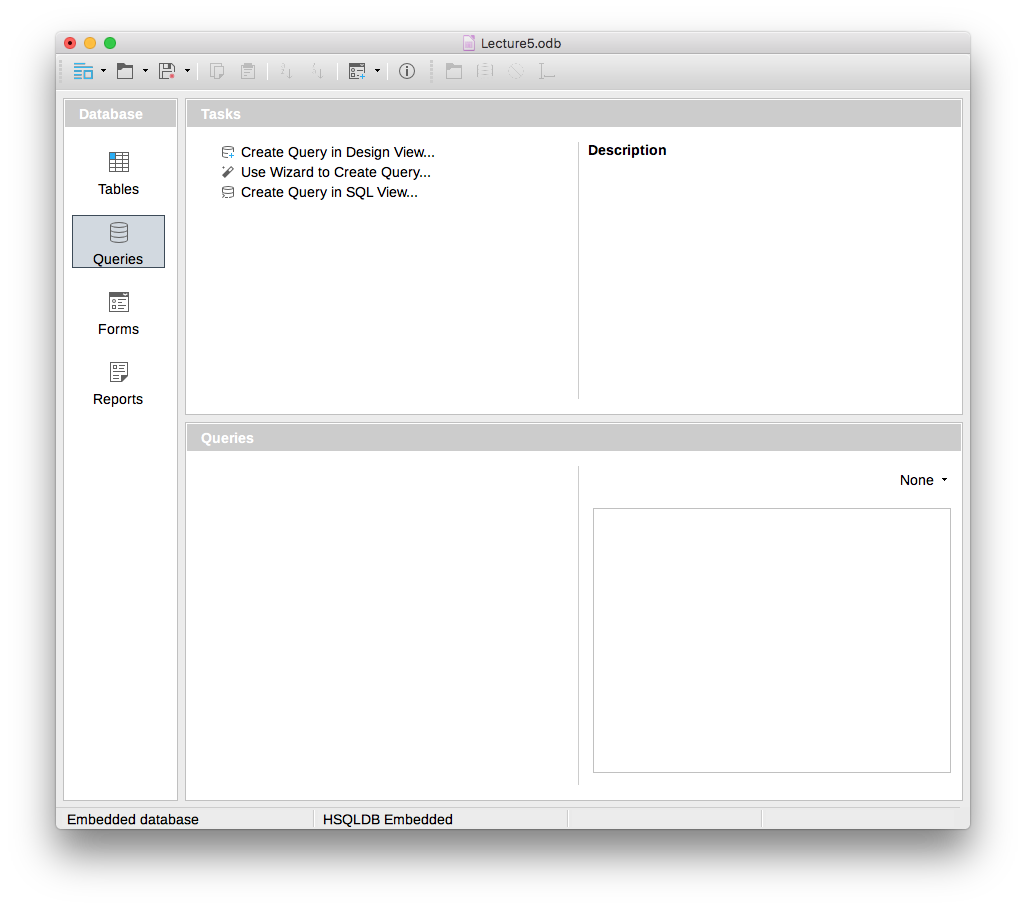 Lecture5.odb
Database
Tables
Queries
Forms
Reports
Tasks
Create Query in Design View...
Use Wizard to Create Query...
Create Query in SQL View...
Description
Queries
None
Embedded database
HSQLDB Embedded